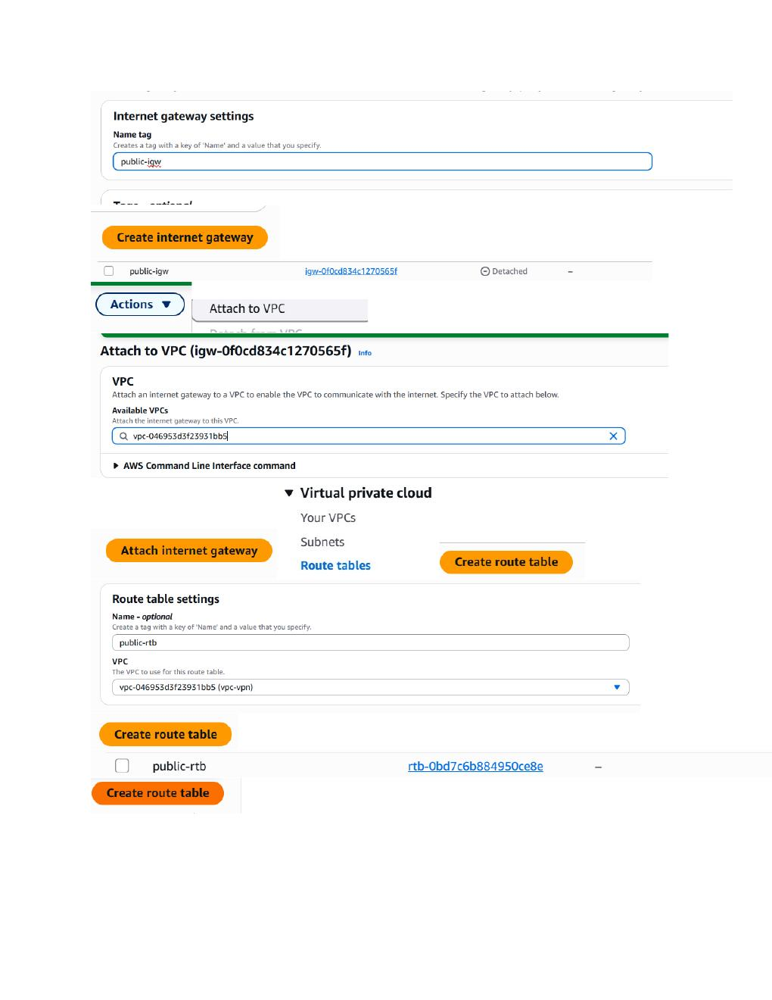 Internet gateway settings
Name tag
Creates a tag with a key of 'Name' and a value that you specify.
public-igw
Tags - optional
Create internet gateway
public-igw igw-0f0cd834c1270565f Detached –
Actions
Attach to VPC
Detach from VPC
Attach to VPC (igw-0f0cd834c1270565f) Info
VPC
Attach an internet gateway to a VPC to enable the VPC to communicate with the internet. Specify the VPC to attach below.
Available VPCs
Attach the internet gateway to this VPC.
vpc-046953d3f23931bb5
AWS Command Line Interface command
Virtual private cloud
Your VPCs
Subnets
Route tables
Attach internet gateway
Create route table
Route table settings
Name - optional
Create a tag with a key of 'Name' and a value that you specify.
public-rtb
VPC
The VPC to use for this route table.
vpc-046953d3f23931bb5 (vpc-vpn)
Create route table
public-rtb rtb-0bd7c6b884950ce8e –
Create route table